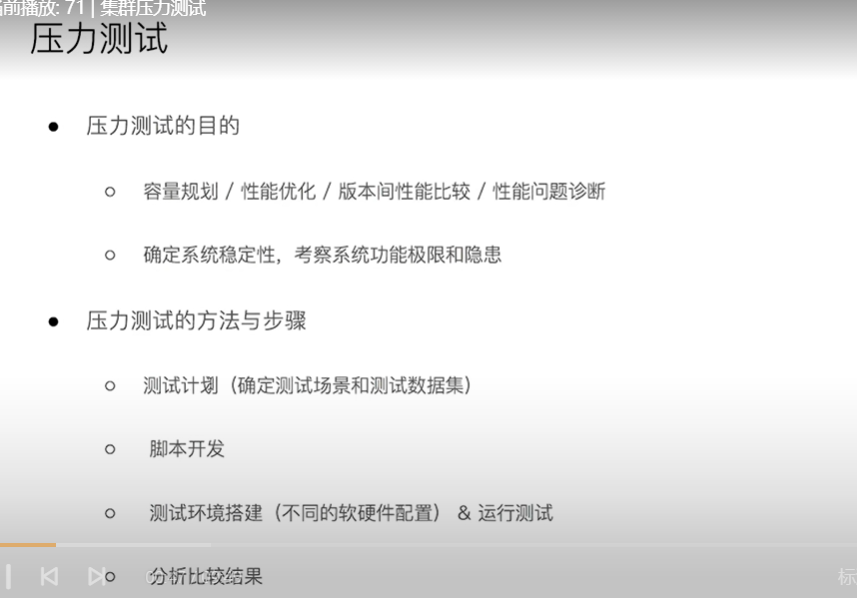 前播放: 71 | 集群压力测试
压力测试
● 压力测试的目的
○ 容量规划 / 性能优化 / 版本间性能比较 / 性能问题诊断
○ 确定系统稳定性，考察系统功能极限和隐患
● 压力测试的方法与步骤
○ 测试计划（确定测试场景和测试数据集）
○ 脚本开发
○ 测试环境搭建（不同的软硬件配置） & 运行测试
○ 分析比较结果
标